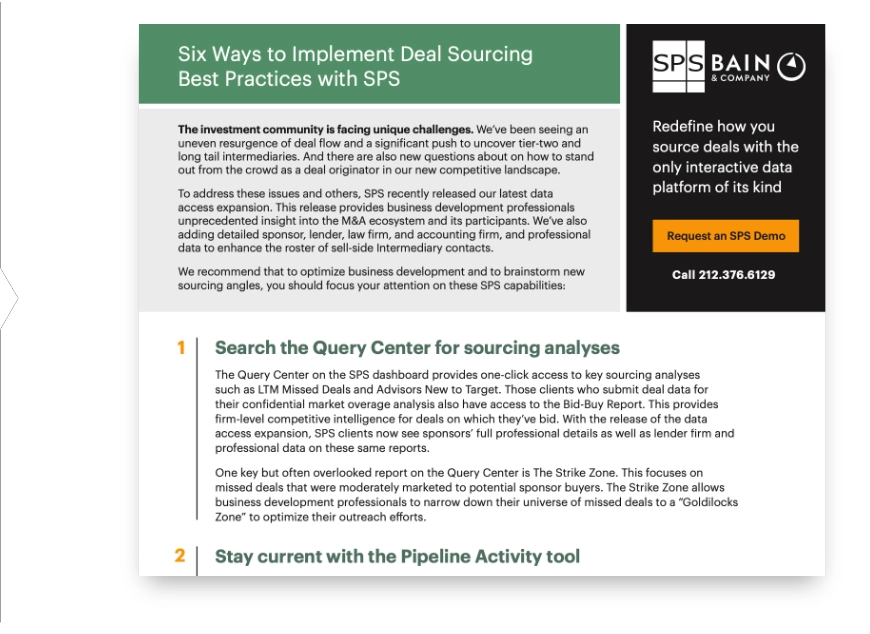 Six Ways to Implement Deal Sourcing
Best Practices with SPS
The investment community is facing unique challenges. We've been seeing an
uneven resurgence of deal flow and a significant push to uncover tier-two and
long tail intermediaries. And there are also new questions about on how to stand
out from the crowd as a deal originator in our new competitive landscape.
To address these issues and others, SPS recently released our latest data
access expansion. This release provides business development professionals
unprecedented insight into the M&A ecosystem and its participants. We've also
adding detailed sponsor, lender, law firm, and accounting firm, and professional
data to enhance the roster of sell-side Intermediary contacts.
We recommend that to optimize business development and to brainstorm new
sourcing angles, you should focus your attention on these SPS capabilities:
SPS BAIN
& COMPANY
Redefine how you
source deals with the
only interactive data
platform of its kind
Request an SPS Demo
Call 212.376.6129
1 Search the Query Center for sourcing analyses
The Query Center on the SPS dashboard provides one-click access to key sourcing analyses
such as LTM Missed Deals and Advisors New to Target. Those clients who submit deal data for
their confidential market overage analysis also have access to the Bid-Buy Report. This provides
firm-level competitive intelligence for deals on which they've bid. With the release of the data
access expansion, SPS clients now see sponsors' full professional details as well as lender firm and
professional data on these same reports.
One key but often overlooked report on the Query Center is The Strike Zone. This focuses on
missed deals that were moderately marketed to potential sponsor buyers. The Strike Zone allows
business development professionals to narrow down their universe of missed deals to a "Goldilocks
Zone" to optimize their outreach efforts.
2 Stay current with the Pipeline Activity tool